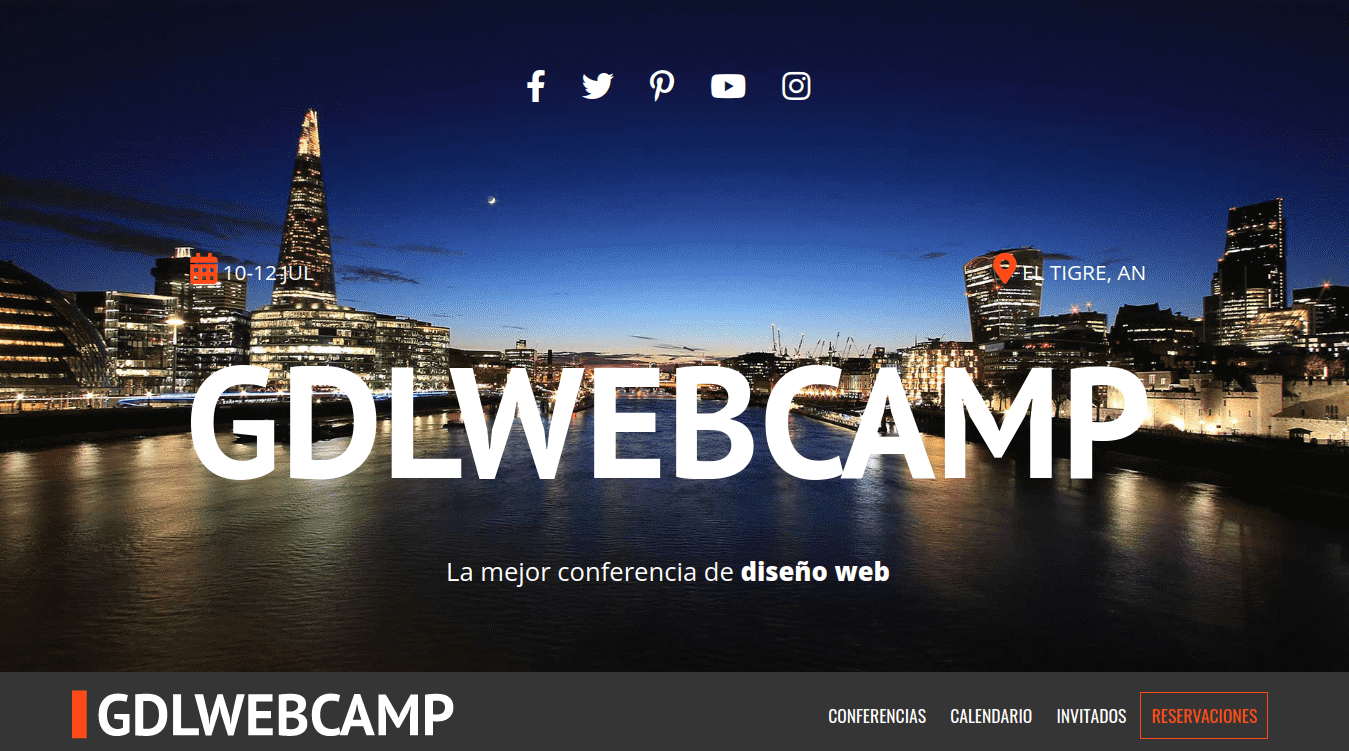 10-12 JUL
EL TIGRE, AN
GDLWEBCAMP
La mejor conferencia de diseño web
GDLWEBCAMP
CONFERENCIAS CALENDARIO INVITADOS RESERVACIONES